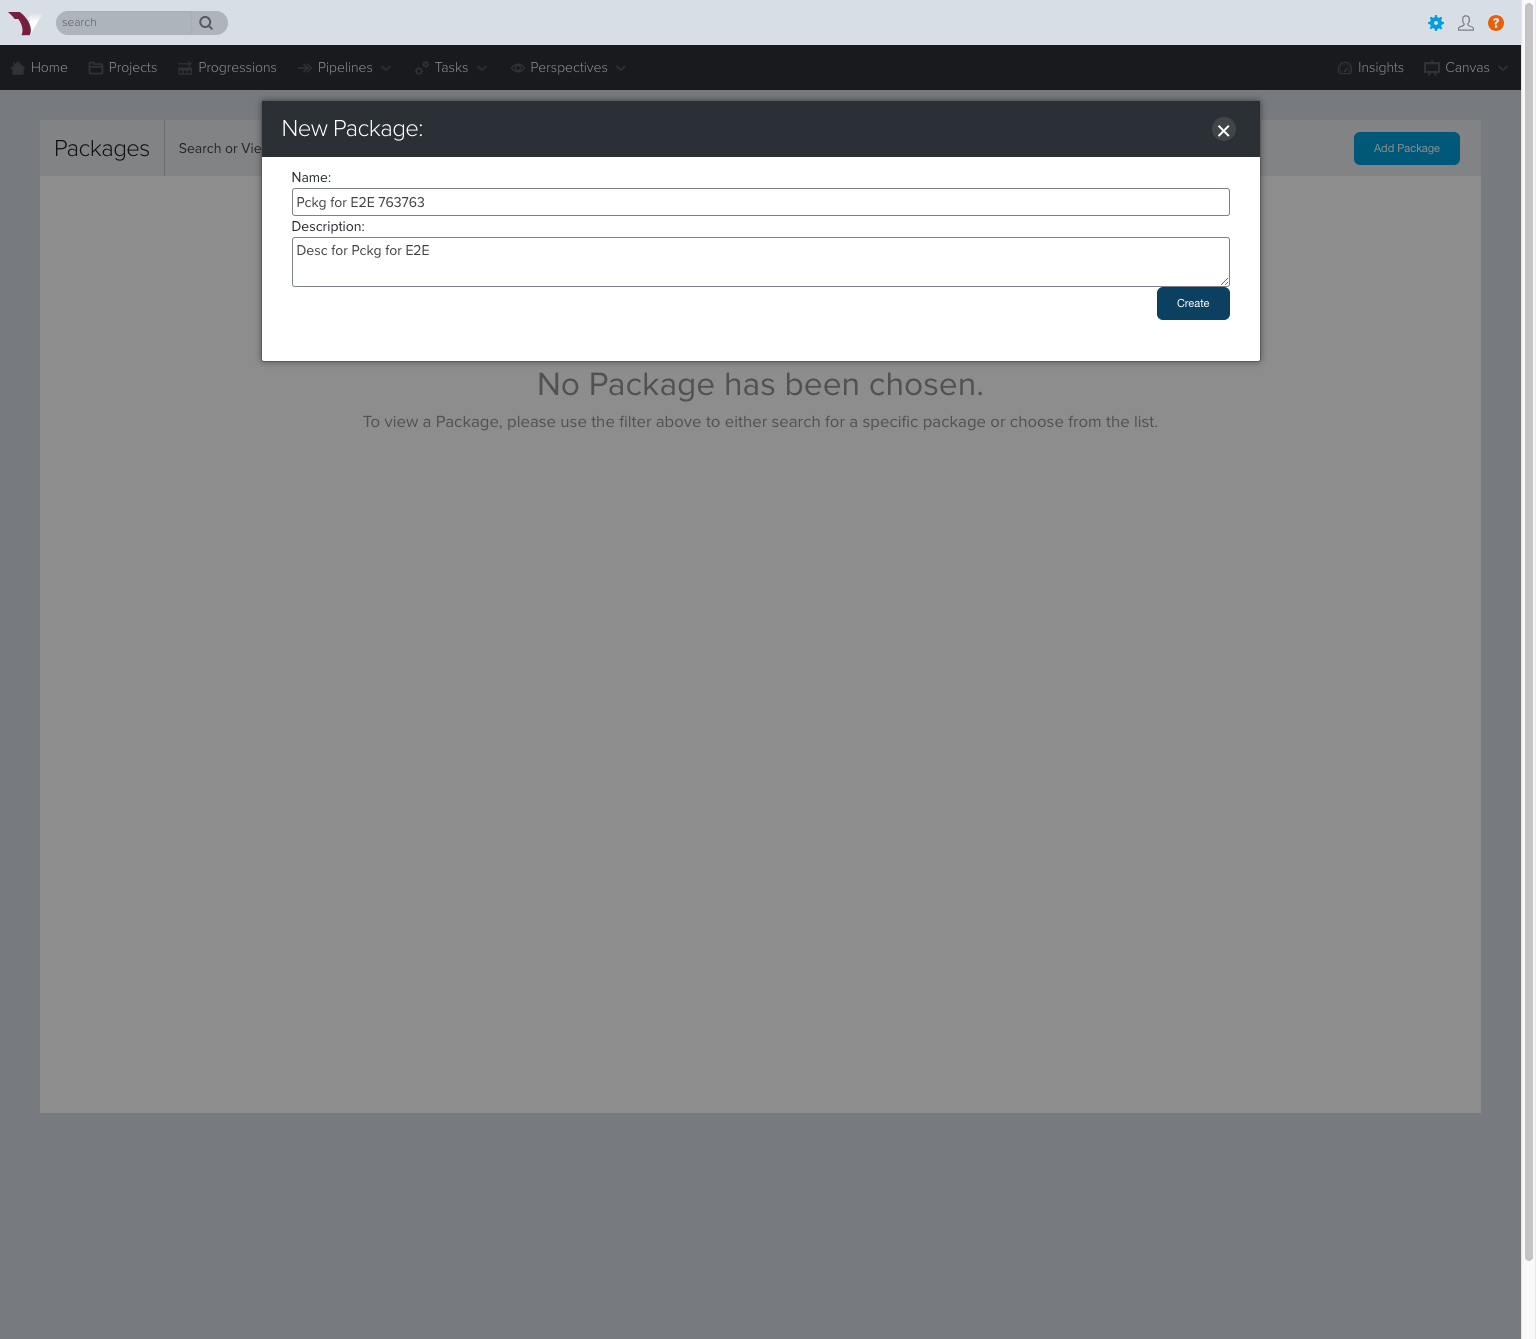 search
?
Home Projects Progressions Pipelines Tasks Perspectives Insights Canvas
New Package:
Packages Search or Vie Add Package
Name:
Pckg for E2E 763763
Description:
Desc for Pckg for E2E
Create
No Package has been chosen.
To view a Package, please use the filter above to either search for a specific package or choose from the list.